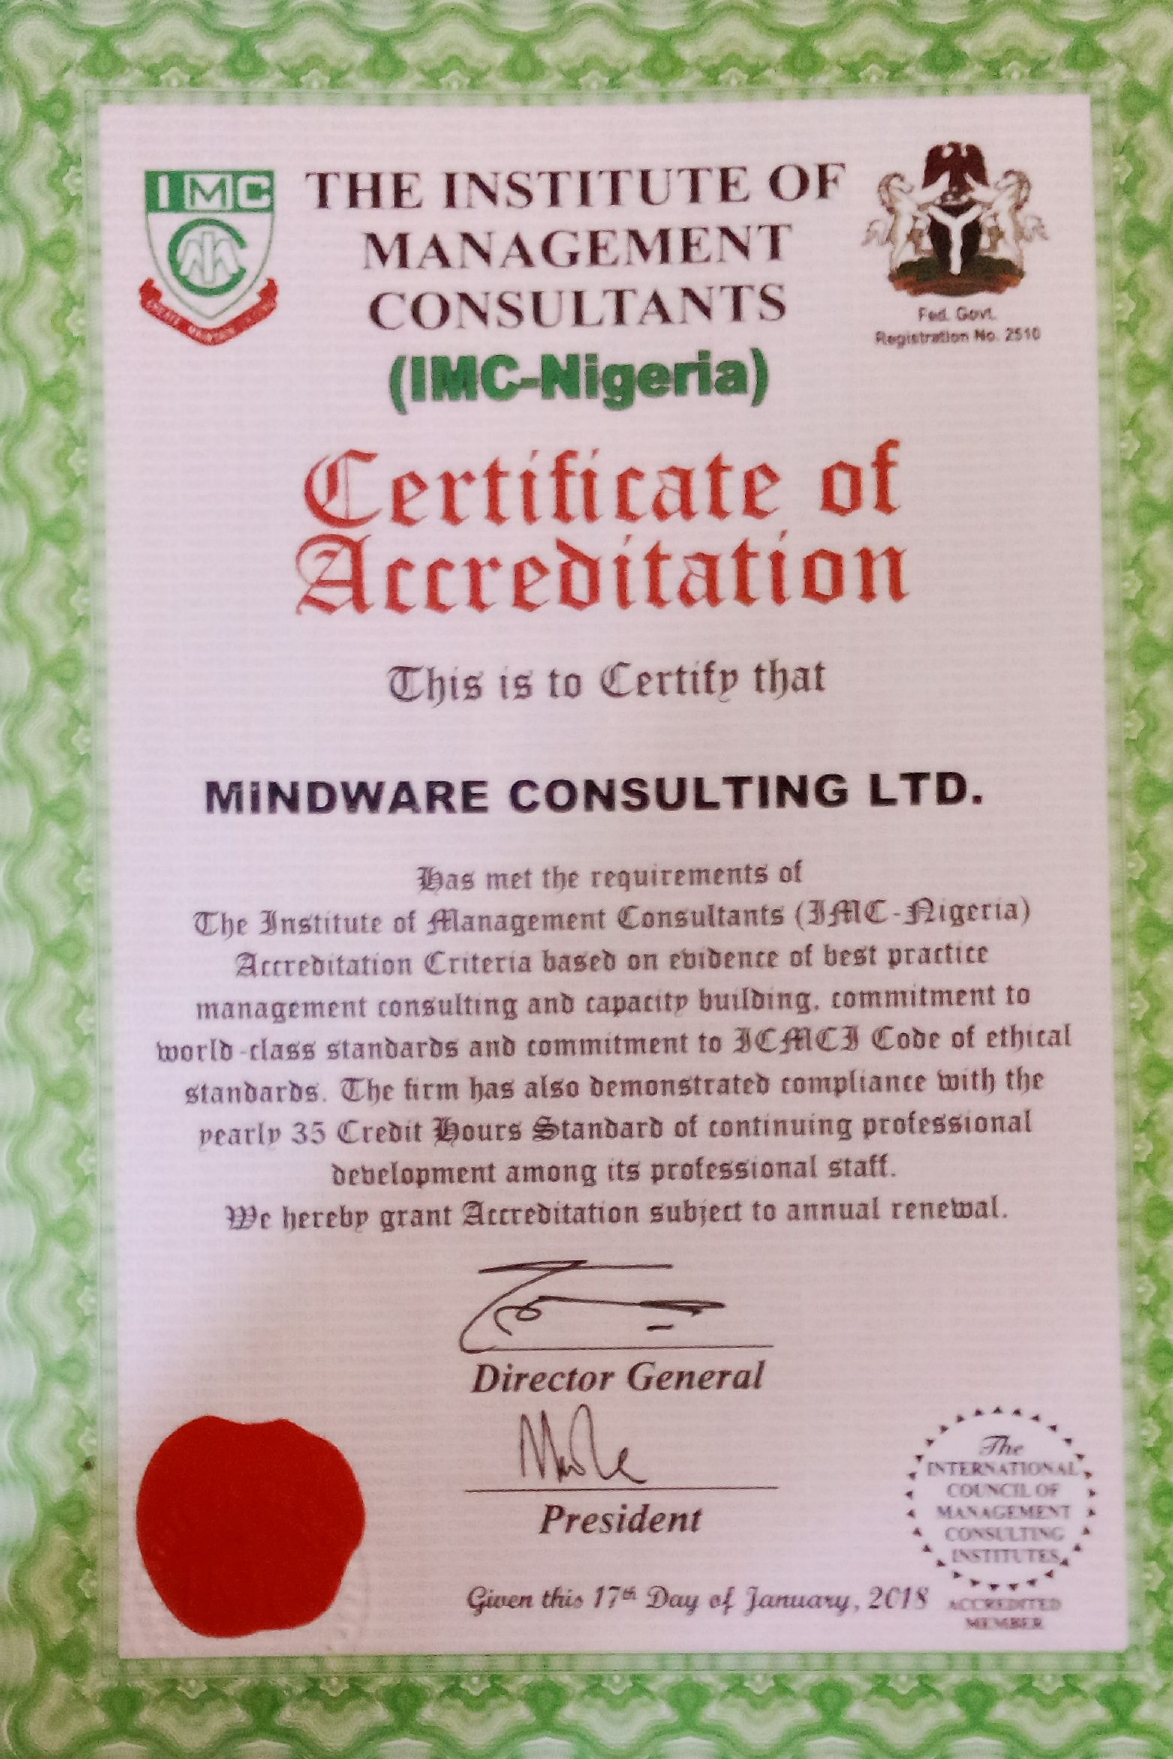 IMC
THE INSTITUTE OF
MANAGEMENT
CONSULTANTS
(IMC-Nigeria)
Fed. Govt.
Registration No. 2510
Certificate of
Accreditation
This is to Certify that
MiNDWARE CONSULTING LTD.
Has met the requirements of
The Institute of Management Consultants (IMC-Nigeria)
Accreditation Criteria based on evidence of best practice
management consulting and capacity building, commitment to
world-class standards and commitment to ICMCI Code of ethical
standards. The firm has also demonstrated compliance with the
yearly 35 Credit Hours Standard of continuing professional
development among its professional staff.
We hereby grant Accreditation subject to annual renewal.
Director General
President
Given this 17th Day of January, 2018
The
INTERNATIONAL
COUNCIL OF
MANAGEMENT
CONSULTING
INSTITUTES
ACCREDITED
MEMBER